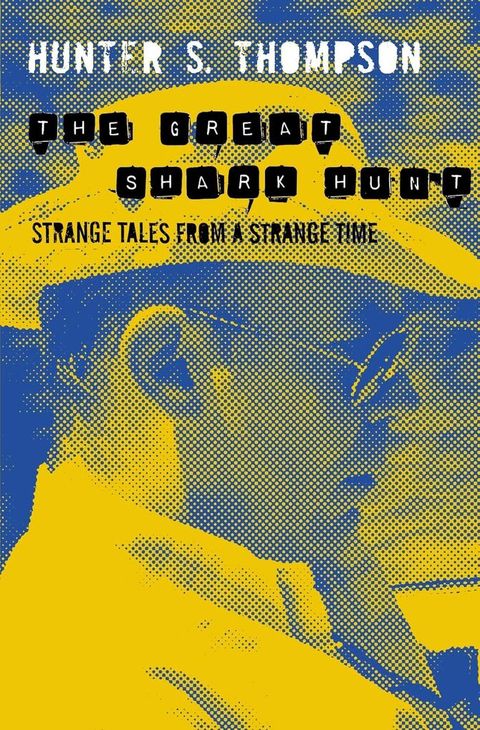 HUNTER S. THOMPSON
THE GREAT
SHARK HUNT
STRANGE TALES FROM A STRANGE TIME